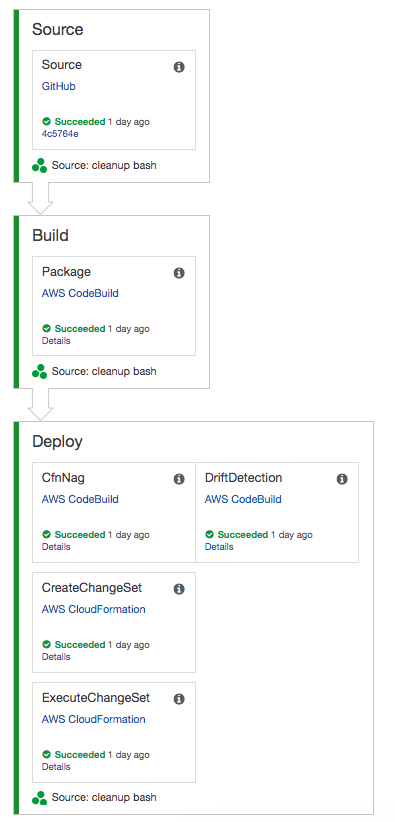 Source
Source
GitHub
Succeeded 1 day ago
4c5764e
Source: cleanup bash
Build
Package
AWS CodeBuild
Succeeded 1 day ago
Details
Source: cleanup bash
Deploy
CfnNag
AWS CodeBuild
Succeeded 1 day ago
Details
DriftDetection
AWS CodeBuild
Succeeded 1 day ago
Details
CreateChangeSet
AWS CloudFormation
Succeeded 1 day ago
Details
ExecuteChangeSet
AWS CloudFormation
Succeeded 1 day ago
Details
Source: cleanup bash